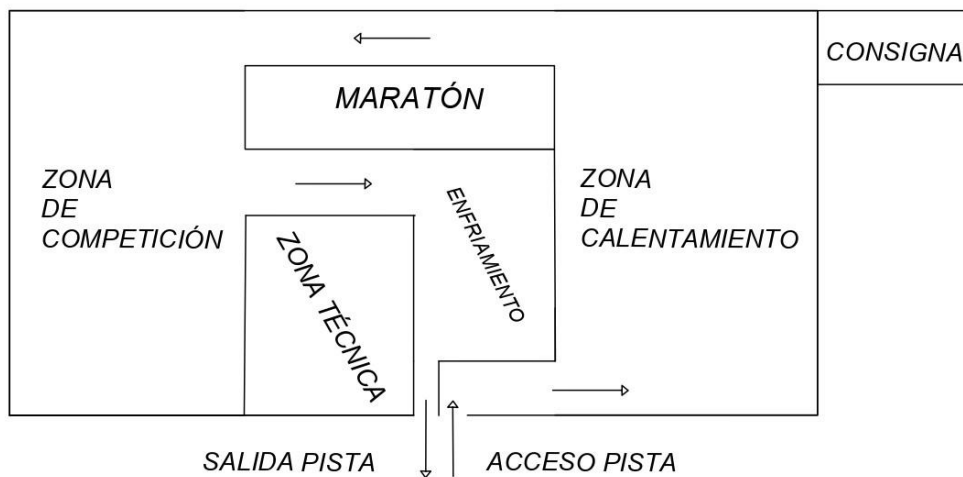 CONSIGNA
MARATÓN
ZONA
DE
COMPETICIÓN
ENFRIAMIENTO
ZONA
DE
CALENTAMIENTO
ZONA TÉCNICA
SALIDA PISTA
ACCESO PISTA